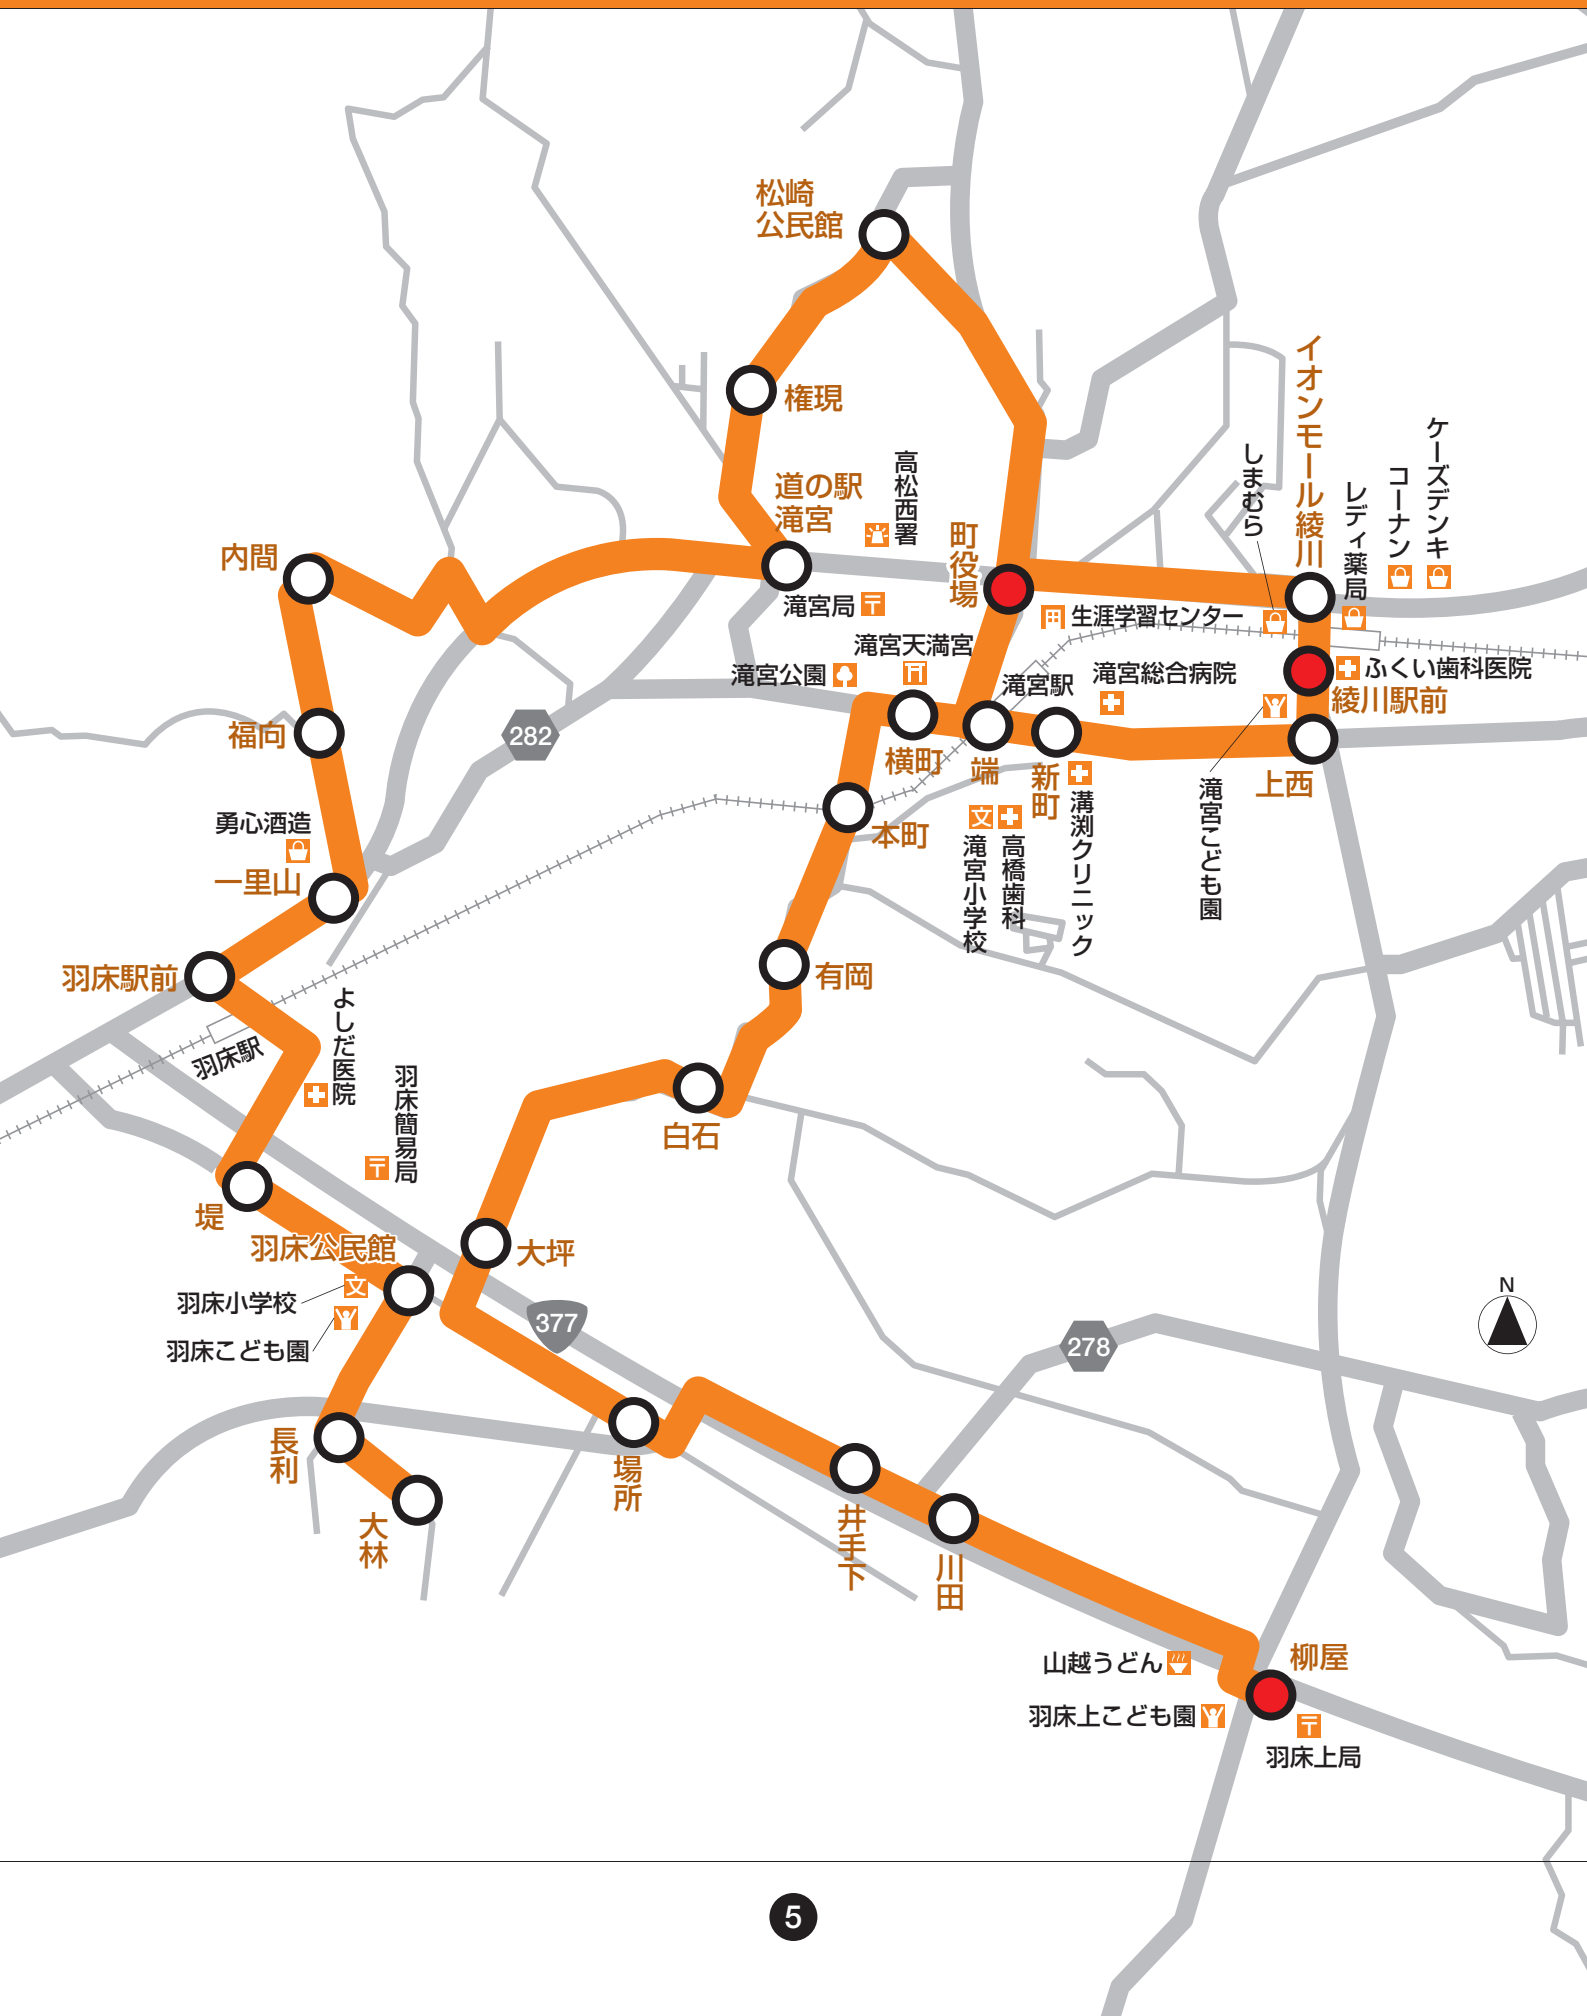 松崎
公民館
権現
道の駅
滝宮
高松西署
町役場
イオンモール綾川
しまむら
レディ薬局
コーナン
ケーズデンキ
内間
滝宮局
生涯学習センター
滝宮天満宮
滝宮公園
滝宮駅
滝宮総合病院
ふくい歯科医院
綾川駅前
福向
282
横町
端
新町
上西
勇心酒造
本町
滝宮小学校
高橋歯科
溝渕クリニック
滝宮こども園
一里山
羽床駅前
有岡
よしだ医院
羽床駅
羽床簡易局
白石
堤
羽床公民館
大坪
文
文
羽床小学校
羽床こども園
377
278
N
長利
大林
場所
井手下
川田
山越うどん
柳屋
羽床上こども園
羽床上局
5